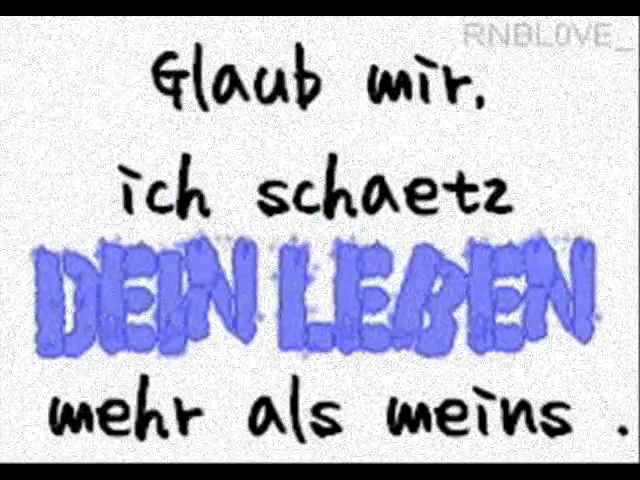 RNBL0VE_
Glaub mir,
ich schaetz
DEIN LEBEN
mehr als meins .